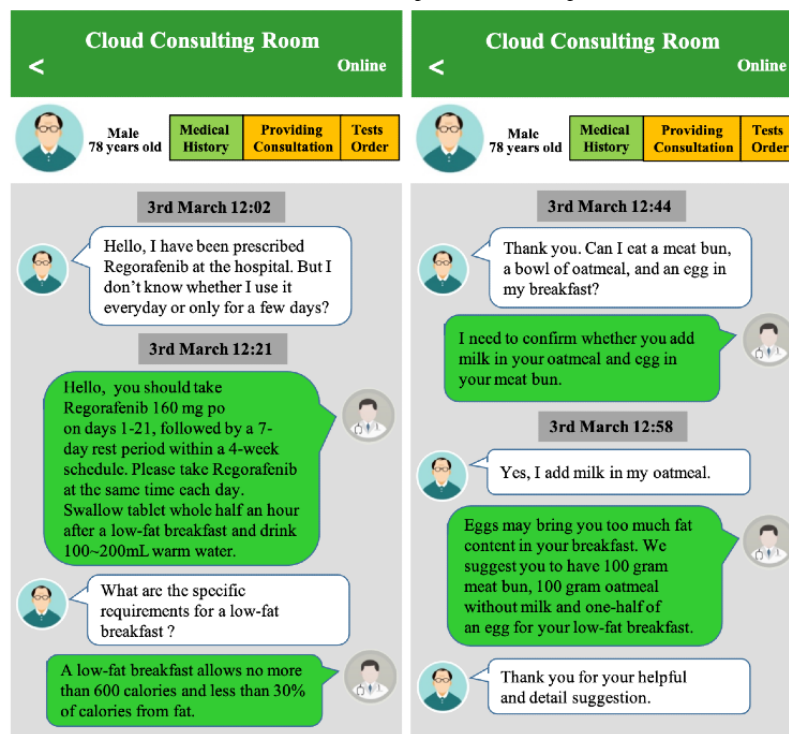 Cloud Consulting Room
<
Online
Male
78 years old
Medical
History
Providing
Consultation
Tests
Order
3rd March 12:02
Hello, I have been prescribed
Regorafenib at the hospital. But I
don't know whether I use it
everyday or only for a few days?
3rd March 12:21
Hello, you should take
Regorafenib 160 mg po
on days 1-21, followed by a 7-
day rest period within a 4-week
schedule. Please take Regorafenib
at the same time each day.
Swallow tablet whole half an hour
after a low-fat breakfast and drink
100~200mL warm water.
What are the specific
requirements for a low-fat
breakfast ?
A low-fat breakfast allows no more
than 600 calories and less than 30%
of calories from fat.
Cloud Consulting Room
<
Online
Male
78 years old
Medical
History
Providing
Consultation
Tests
Order
3rd March 12:44
Thank you. Can I eat a meat bun,
a bowl of oatmeal, and an egg in
my breakfast?
I need to confirm whether you add
milk in your oatmeal and egg in
your meat bun.
3rd March 12:58
Yes, I add milk in my oatmeal.
Eggs may bring you too much fat
content in your breakfast. We
suggest you to have 100 gram
meat bun, 100 gram oatmeal
without milk and one-half of
an egg for your low-fat breakfast.
Thank you for your helpful
and detail suggestion.